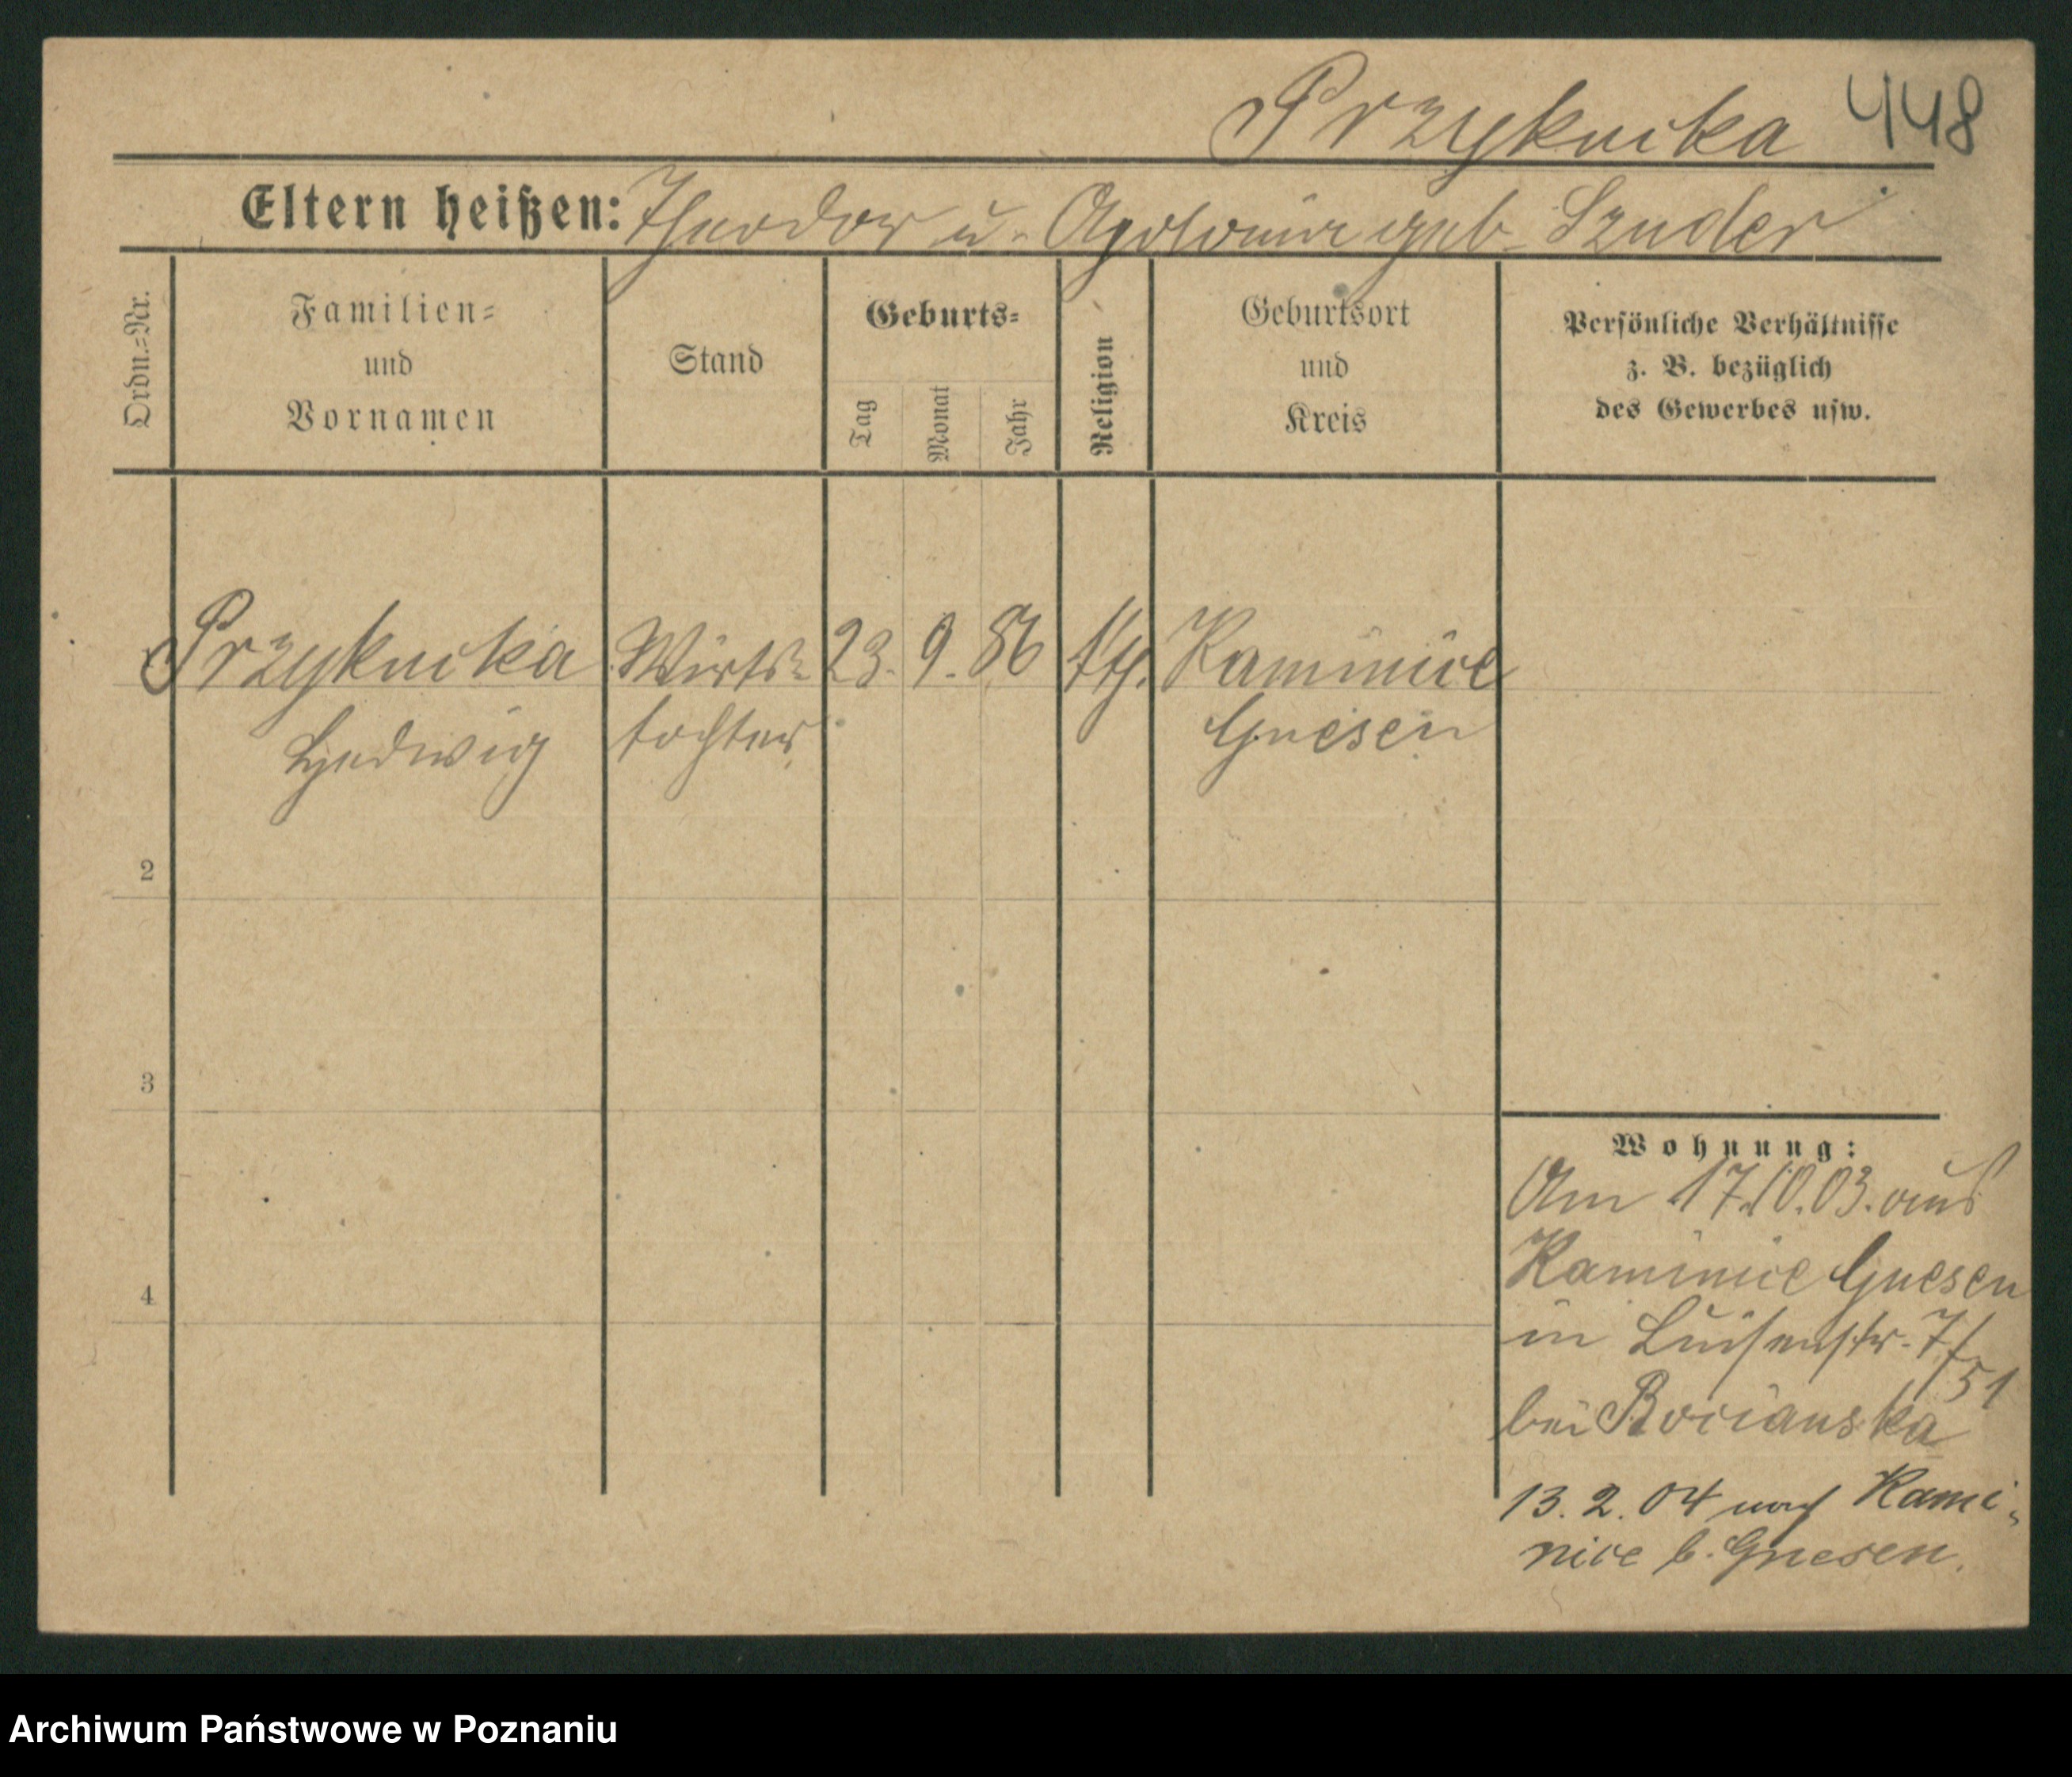 Przykucka 448
Eltern heißen: Theodor u. Apolonia geb. Szuder
Ordn.=Nr.
Familien=
und
Vornamen
Stand
Geburts=
Tag
Monat
Jahr
Religion
Geburtsort
und
Kreis
Persönliche Verhältnisse
z. B. bezüglich
des Gewerbes usw.
Przykucka Wirts= 23. 9. 86 kth. Kaminiec
Hedwig tochter Gnesen
2
3
4
Wohnung:
Am 17.10.03. aus
Kaminiec Gnesen
in Luisenstr. 7/
51
bei Bocianska
13.2.04 nach Kami=
niec b. Gnesen.
Archiwum Państwowe w Poznaniu